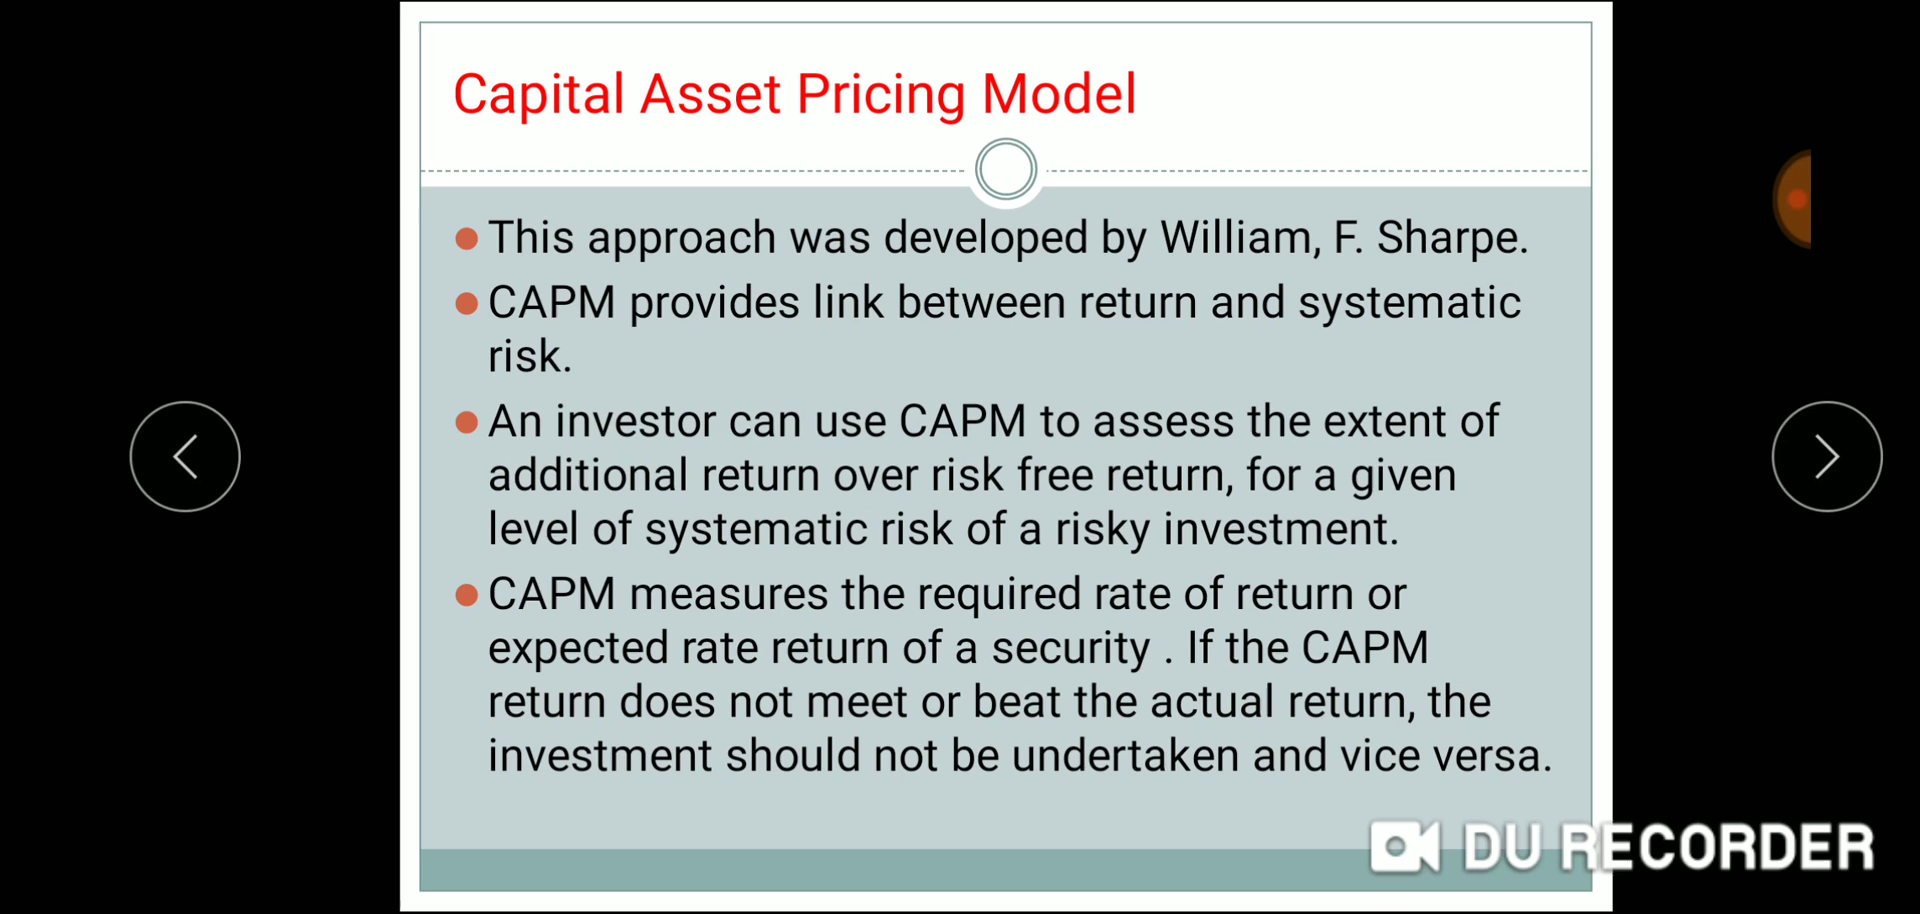 Capital Asset Pricing Model
This approach was developed by William, F. Sharpe.
CAPM provides link between return and systematic
risk.
An investor can use CAPM to assess the extent of
additional return over risk free return, for a given
level of systematic risk of a risky investment.
CAPM measures the required rate of return or
expected rate return of a security . If the CAPM
return does not meet or beat the actual return, the
investment should not be undertaken and vice versa.
DU RECORDER